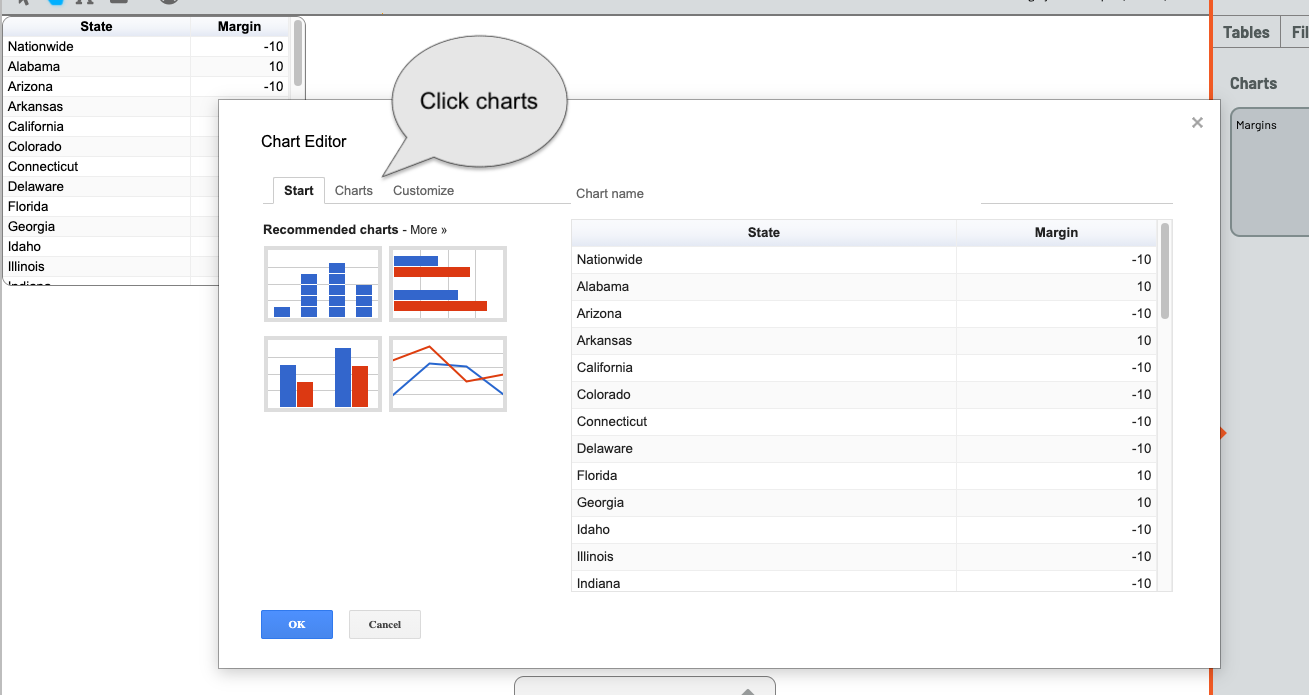 State Margin
Nationwide -10
Alabama 10
Arizona -10
Arkansas
California
Colorado
Connecticut
Delaware
Florida
Georgia
Idaho
Illinois
Indiana
Click charts
Tables
Charts
Margins
Chart Editor
×
Start Charts Customize
Chart name
Recommended charts - More »
State Margin
Nationwide -10
Alabama 10
Arizona -10
Arkansas 10
California -10
Colorado -10
Connecticut -10
Delaware -10
Florida 10
Georgia 10
Idaho -10
Illinois -10
Indiana -10
OK Cancel